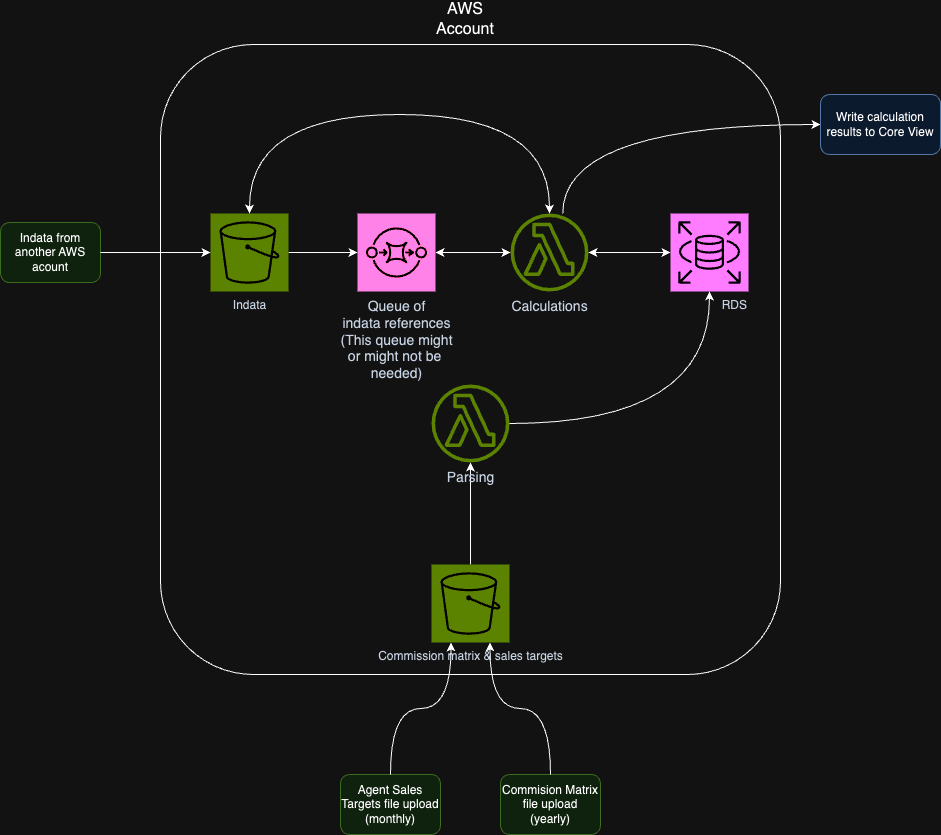 AWS
Account
Write calculation
results to Core View
Indata from
another AWS
acount
Indata
Queue of
indata references
(This queue might
or might not be
needed)
Calculations
RDS
Parsing
Commission matrix & sales targets
Agent Sales
Targets file upload
(monthly)
Commision Matrix
file upload
(yearly)